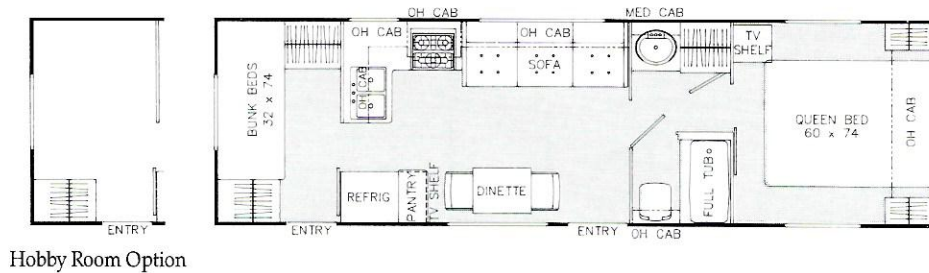 OH CAB
MED CAB
OH CAB
OH CAB
TV
SHELF
SOFA
BUNK BEDS
32 x 74
OH CAB
QUEEN BED
60 x 74
OH CAB
REFRIG
PANTRY
TV SHELF
DINETTE
FULL TUB
ENTRY
ENTRY
ENTRY
OH CAB
Hobby Room Option